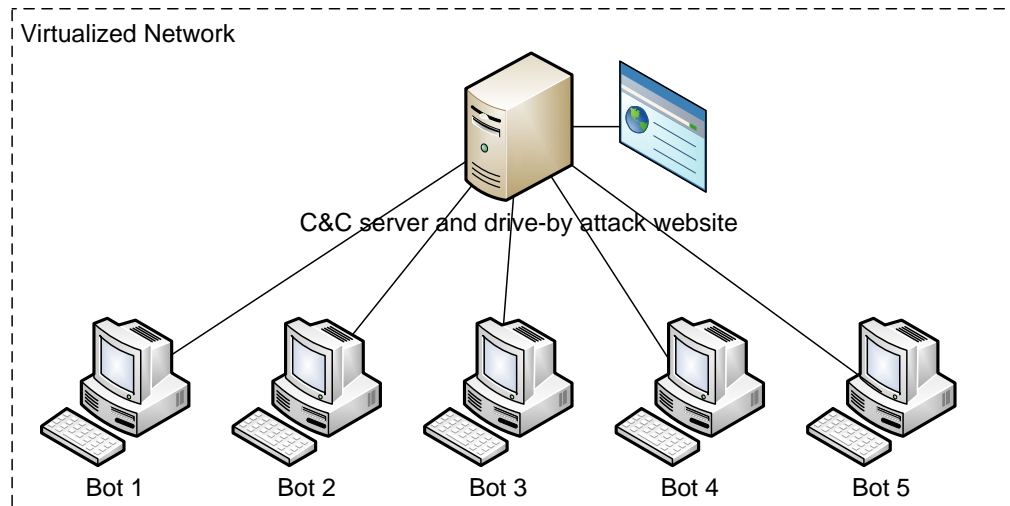 Virtualized Network
C&C server and drive-by attack website
Bot 1
Bot 2
Bot 3
Bot 4
Bot 5